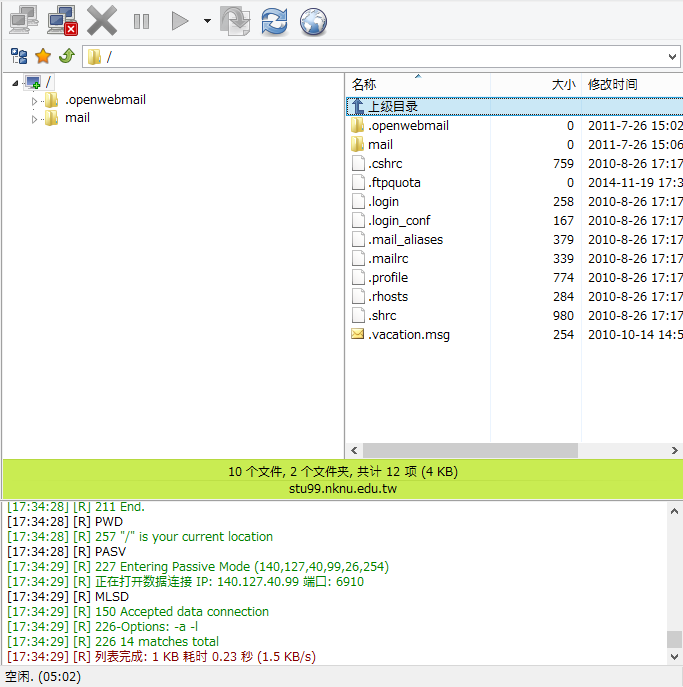 /
/
.openwebmail
mail
名称 大小 修改时间
上级目录
.openwebmail 0 2011-7-26 15:02
mail 0 2011-7-26 15:06
.cshrc 759 2010-8-26 17:17
.ftpquota 0 2014-11-19 17:3
.login 258 2010-8-26 17:17
.login_conf 167 2010-8-26 17:17
.mail_aliases 379 2010-8-26 17:17
.mailrc 339 2010-8-26 17:17
.profile 774 2010-8-26 17:17
.rhosts 284 2010-8-26 17:17
.shrc 980 2010-8-26 17:17
.vacation.msg 254 2010-10-14 14:5
10 个文件, 2 个文件夹, 共计 12 项 (4 KB)
stu99.nknu.edu.tw
[17:34:28] [R] 211 End.
[17:34:28] [R] PWD
[17:34:28] [R] 257 "/" is your current location
[17:34:28] [R] PASV
[17:34:29] [R] 227 Entering Passive Mode (140,127,40,99,26,254)
[17:34:29] [R] 正在打开数据连接 IP: 140.127.40.99 端口: 6910
[17:34:29] [R] MLSD
[17:34:29] [R] 150 Accepted data connection
[17:34:29] [R] 226-Options: -a -l
[17:34:29] [R] 226 14 matches total
[17:34:29] [R] 列表完成: 1 KB 耗时 0.23 秒 (1.5 KB/s)
空闲. (05:02)